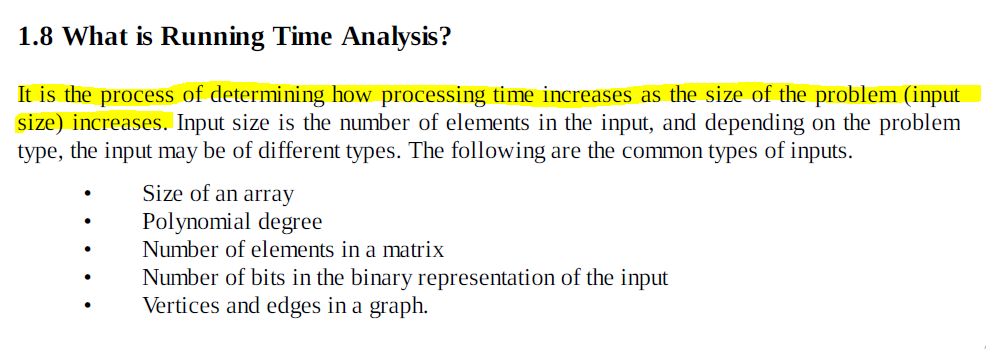 1.8 What is Running Time Analysis?
It is the process of determining how processing time increases as the size of the problem (input
size) increases. Input size is the number of elements in the input, and depending on the problem
type, the input may be of different types. The following are the common types of inputs.
• Size of an array
• Polynomial degree
• Number of elements in a matrix
• Number of bits in the binary representation of the input
• Vertices and edges in a graph.